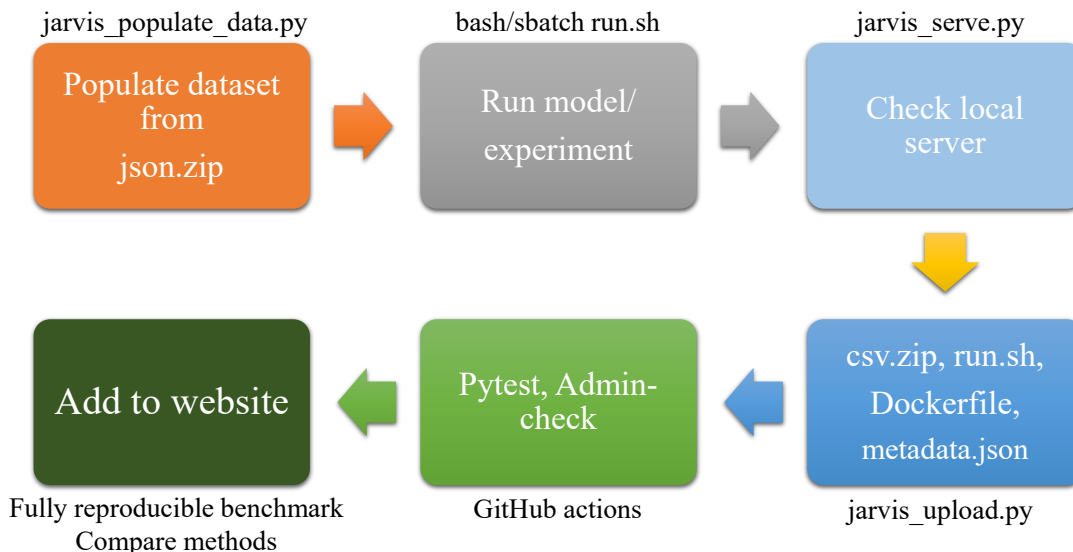 jarvis_populate_data.py
Populate dataset
from
json.zip
bash/sbatch run.sh
Run model/
experiment
jarvis_serve.py
Check local
server
csv.zip, run.sh,
Dockerfile,
metadata.json
jarvis_upload.py
Pytest, Admin-
check
GitHub actions
Add to website
Fully reproducible benchmark
Compare methods